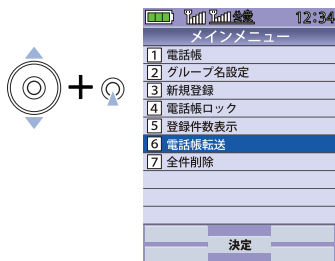 12:34
メインメニュー
1 電話帳
2 グループ名設定
3 新規登録
4 電話帳ロック
5 登録件数表示
6 電話帳転送
7 全件削除
決定